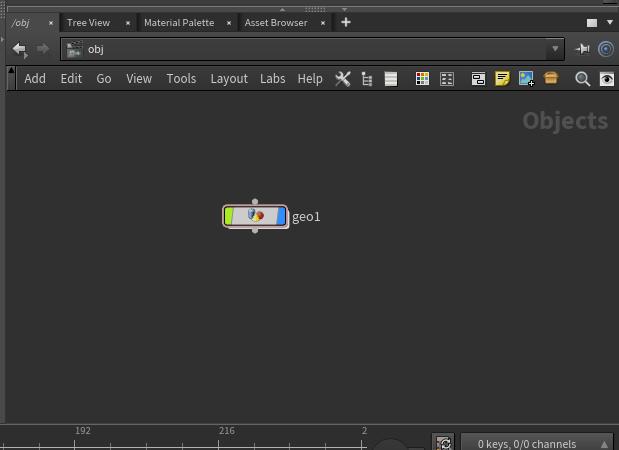 /obj Tree View Material Palette Asset Browser
obj
Add Edit Go View Tools Layout Labs Help
Objects
geo1
192 216 2
0 keys, 0/0 channels